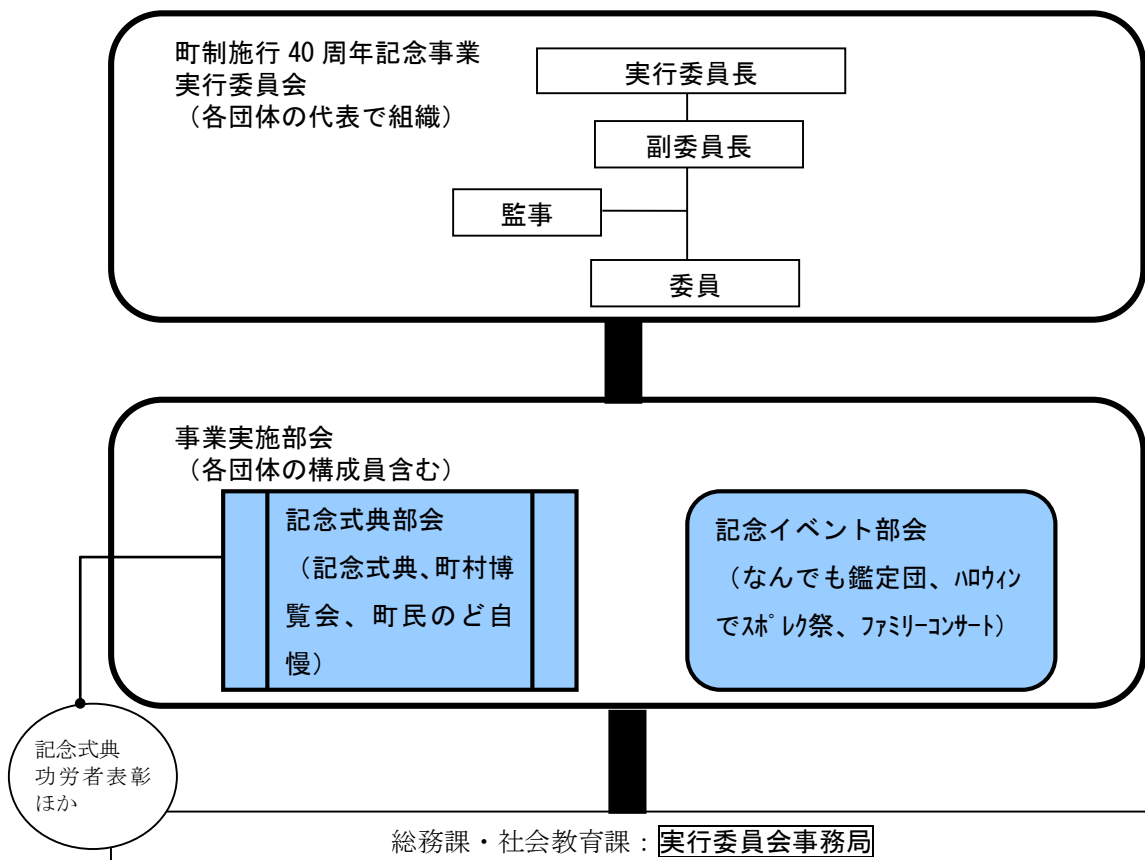 町制施行 40 周年記念事業
実行委員会
（各団体の代表で組織）
実行委員長
副委員長
監事
委員
事業実施部会
（各団体の構成員含む）
記念式典部会
（記念式典、町村博
覧会、町民のど自
慢）
記念イベント部会
（なんでも鑑定団、ﾊﾛｳｨﾝ
でｽﾎﾟﾚｸ祭、ﾌｧﾐﾘｰｺﾝｻｰﾄ）
記念式典
功労者表彰
ほか
総務課・社会教育課：実行委員会事務局